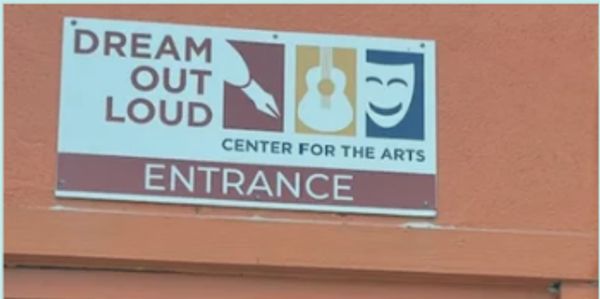 DREAM
OUT
LOUD
CENTER FOR THE ARTS
ENTRANCE